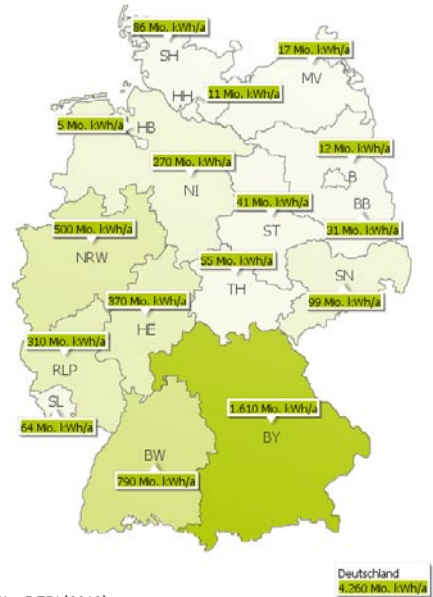 86 Mio. kWh/a
SH
17 Mio. kWh/a
MV
HH
11 Mio. kWh/a
5 Mio. kWh/a
HB
12 Mio. kWh/a
270 Mio. kWh/a
NI
B
41 Mio. kWh/a
BB
ST
31 Mio. kWh/a
500 Mio. kWh/a
NRW
55 Mio. kWh/a
TH
SN
99 Mio. kWh/a
370 Mio. kWh/a
HE
310 Mio. kWh/a
RLP
SL
64 Mio. kWh/a
1.610 Mio. kWh/a
BY
BW
790 Mio. kWh/a
Deutschland
4.260 Mio. kWh/a